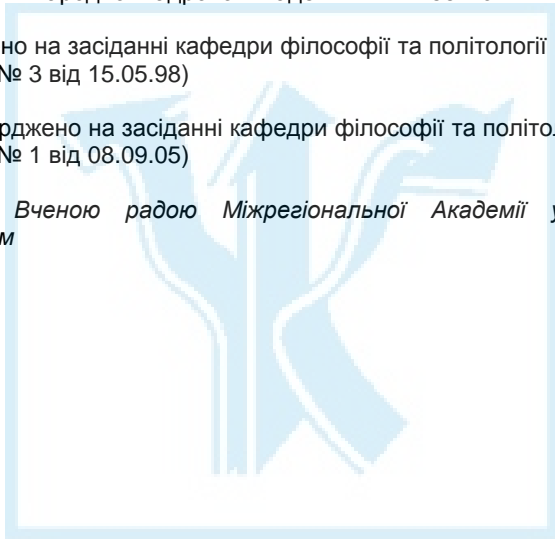 но на засіданні кафедри філософії та політології
№ 3 від 15.05.98)
рджено на засіданні кафедри філософії та політол
№ 1 від 08.09.05)
Вченою радою Міжрегіональної Академії у
м